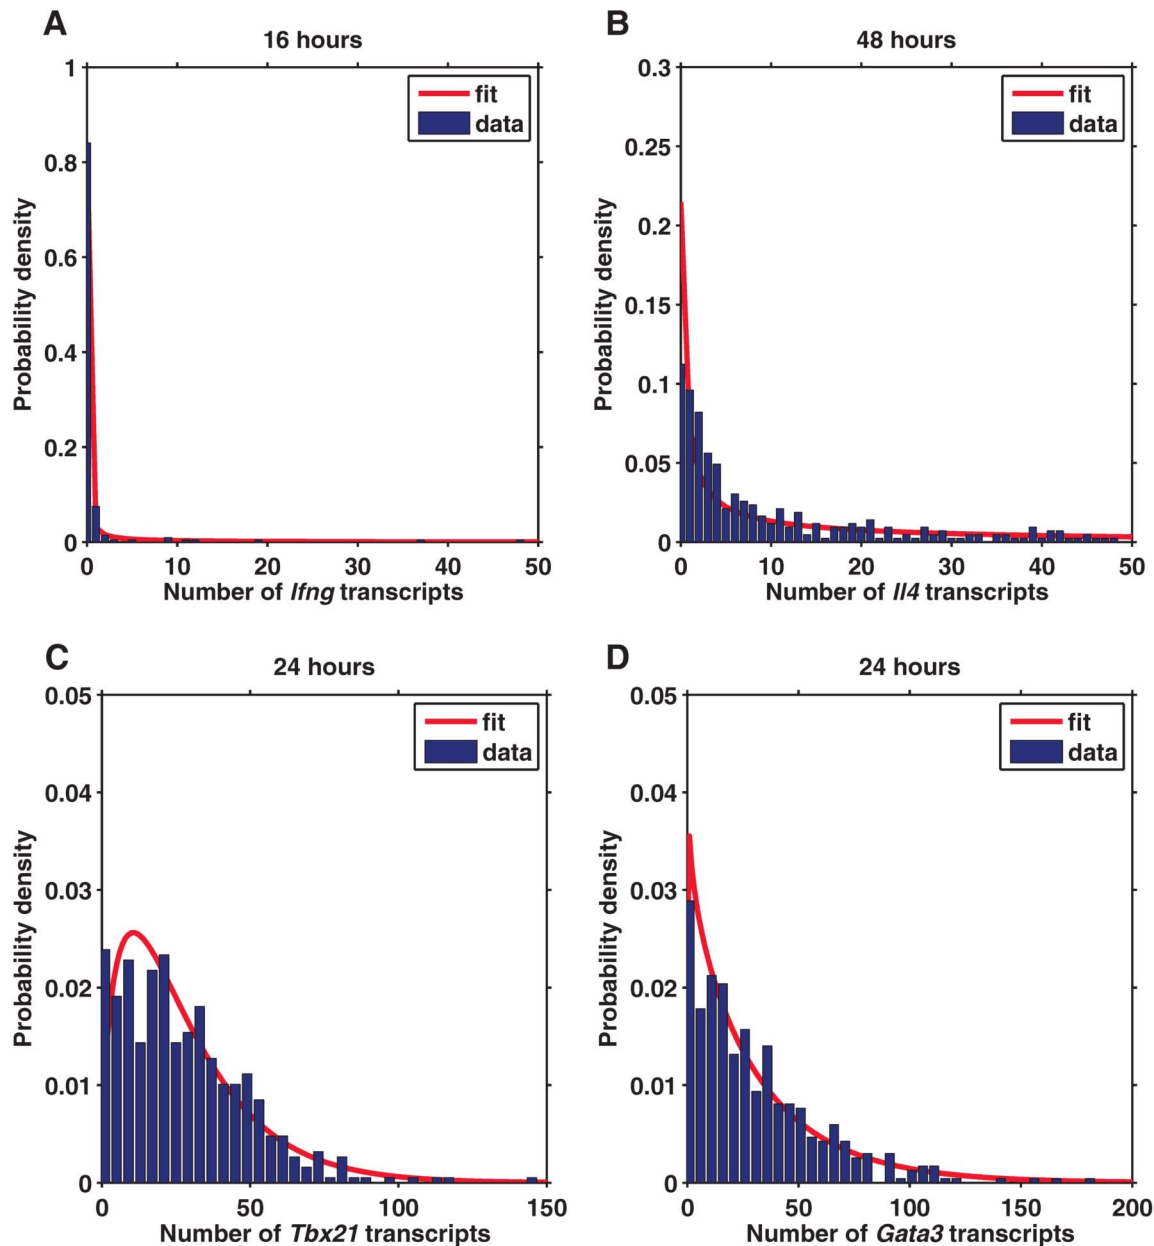 A
16 hours
1
0.8
0.6
0.4
0.2
0
Probability density
fit
data
0 10 20 30 40 50
Number of Ifng transcripts
B
48 hours
0.3
0.25
0.2
0.15
0.1
0.05
0
Probability density
fit
data
0 10 20 30 40 50
Number of Il4 transcripts
C
24 hours
0.05
0.04
0.03
0.02
0.01
0
Probability density
fit
data
0 50 100 150
Number of Tbx21 transcripts
D
24 hours
0.05
0.04
0.03
0.02
0.01
0
Probability density
fit
data
0 50 100 150 200
Number of Gata3 transcripts